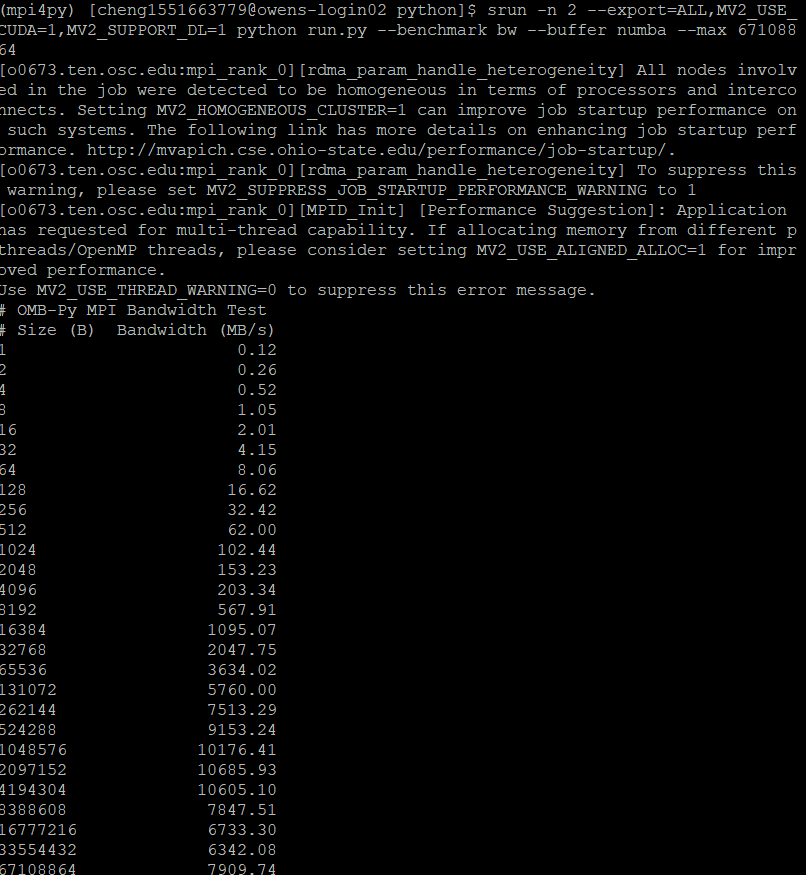 (mpi4py) [cheng1551663779@owens-login02 python]$ srun -n 2 --export=ALL,MV2_USE_
CUDA=1,MV2_SUPPORT_DL=1 python run.py --benchmark bw --buffer numba --max 671088
64
[o0673.ten.osc.edu:mpi_rank_0][rdma_param_handle_heterogeneity] All nodes involv
ed in the job were detected to be homogeneous in terms of processors and interco
nnects. Setting MV2_HOMOGENEOUS_CLUSTER=1 can improve job startup performance on
 such systems. The following link has more details on enhancing job startup perf
ormance. http://mvapich.cse.ohio-state.edu/performance/job-startup/.
[o0673.ten.osc.edu:mpi_rank_0][rdma_param_handle_heterogeneity] To suppress this
 warning, please set MV2_SUPPRESS_JOB_STARTUP_PERFORMANCE_WARNING to 1
[o0673.ten.osc.edu:mpi_rank_0][MPID_Init] [Performance Suggestion]: Application
has requested for multi-thread capability. If allocating memory from different p
threads/OpenMP threads, please consider setting MV2_USE_ALIGNED_ALLOC=1 for impr
oved performance.
Use MV2_USE_THREAD_WARNING=0 to suppress this error message.
# OMB-Py MPI Bandwidth Test
# Size (B)  Bandwidth (MB/s)
1                     0.12
2                     0.26
4                     0.52
8                     1.05
16                    2.01
32                    4.15
64                    8.06
128                  16.62
256                  32.42
512                  62.00
1024                102.44
2048                153.23
4096                203.34
8192                567.91
16384              1095.07
32768              2047.75
65536              3634.02
131072             5760.00
262144             7513.29
524288             9153.24
1048576           10176.41
2097152           10685.93
4194304           10605.10
8388608            7847.51
16777216           6733.30
33554432           6342.08
67108864           7909.74